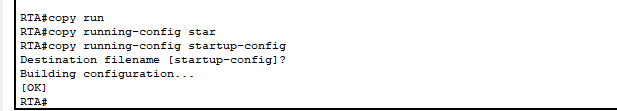 RTA#copy run
RTA#copy running-config star
RTA#copy running-config startup-config
Destination filename [startup-config]?
Building configuration...
[OK]
RTA#